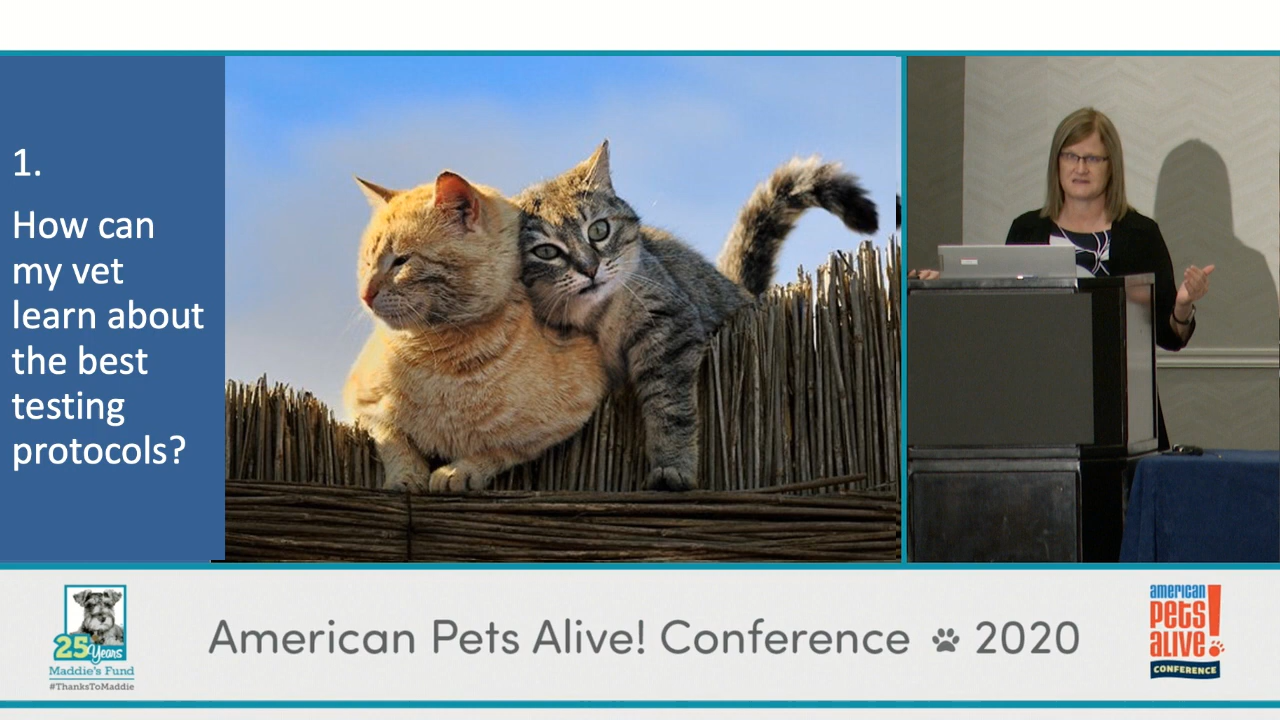 1.
How can
my vet
learn about
the best
testing
protocols?
25 Years
Maddie's Fund
#ThanksToMaddie
American Pets Alive! Conference 2020
american
pets
alive!
CONFERENCE